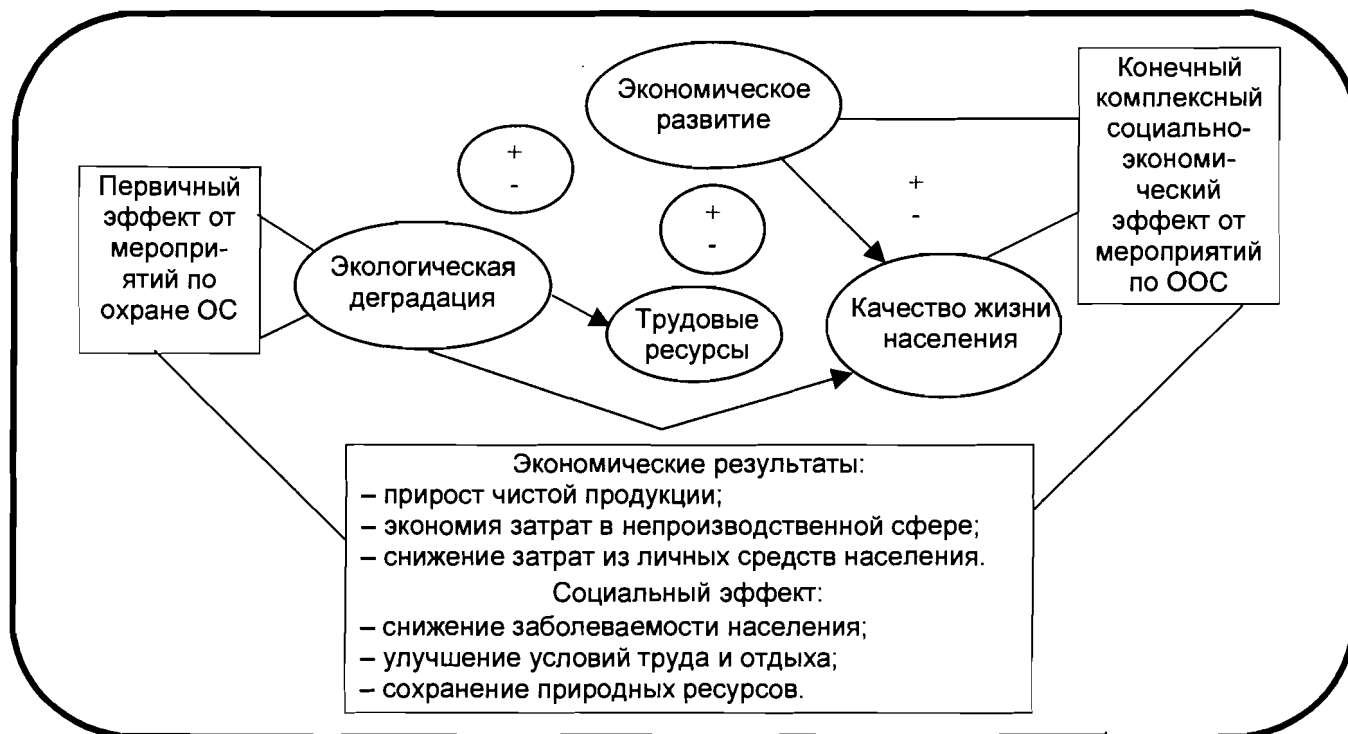 Первичный
эффект от
меропри-
ятий по
охране ОС
+
-
Экологическая
деградация
Экономическое
развитие
+
-
Трудовые
ресурсы
+
-
Качество жизни
населения
Конечный
комплексный
социально-
экономи-
ческий
эффект от
мероприятий
по ООС
Экономические результаты:
– прирост чистой продукции;
– экономия затрат в непроизводственной сфере;
– снижение затрат из личных средств населения.
Социальный эффект:
– снижение заболеваемости населения;
– улучшение условий труда и отдыха;
– сохранение природных ресурсов.